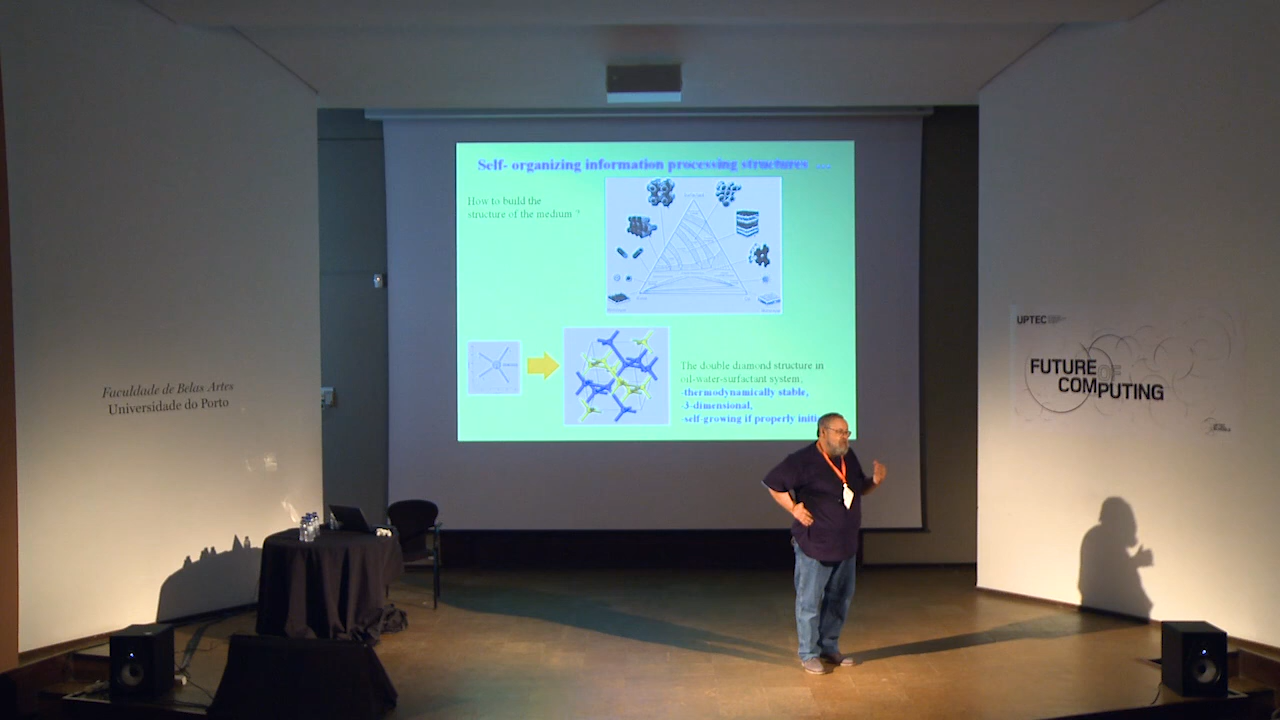 Self- organizing information processing structures ....
How to build the
structure of the medium ?
The double diamond structure in
oil-water-surfactant system,
-thermodynamically stable,
-3-dimensional,
-self-growing if properly initi
Faculdade de Belas Artes
Universidade do Porto
UPTEC
FUTURE OF
COMPUTING